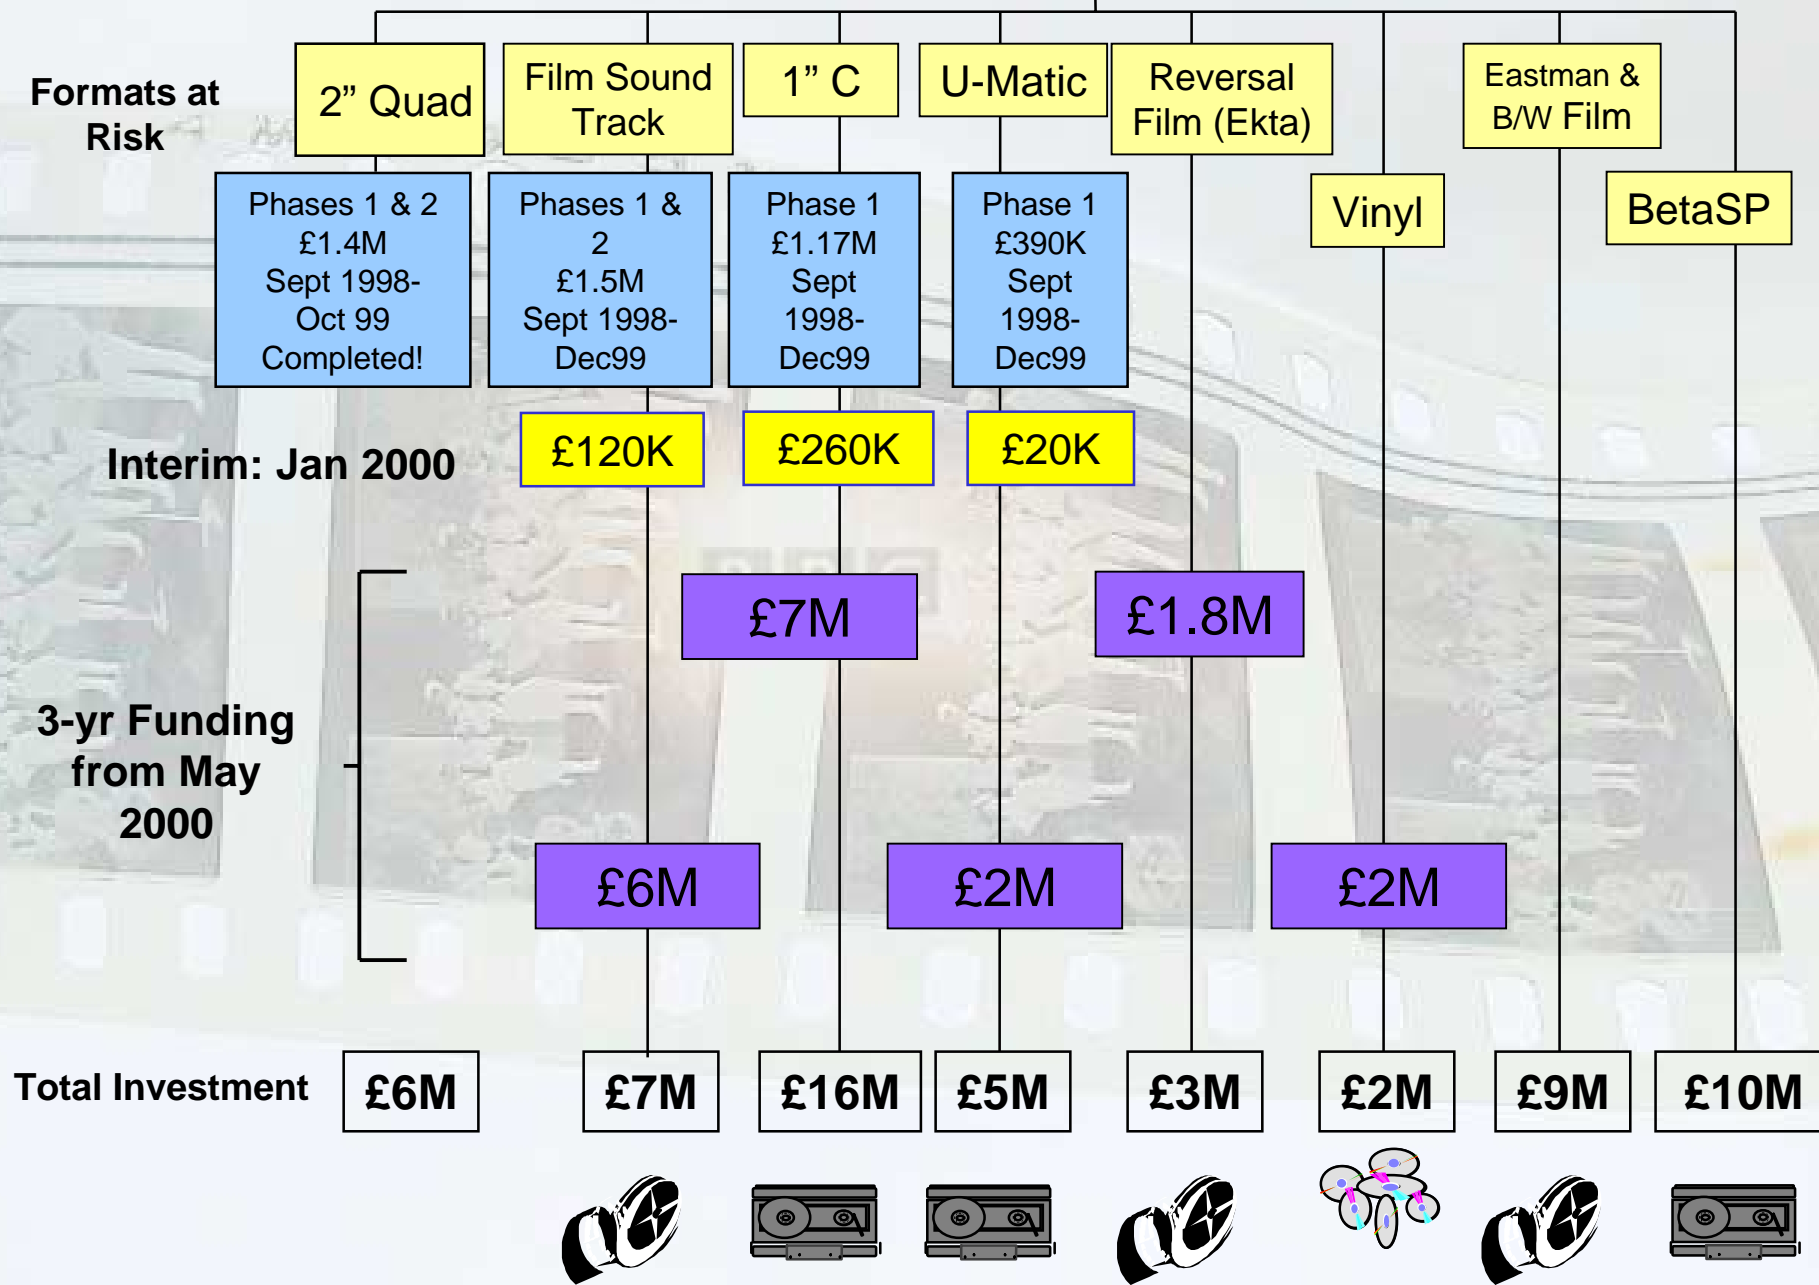 Formats at
Risk
2” Quad
Film Sound
Track
1” C
U-Matic
Reversal
Film (Ekta)
Eastman &
B/W Film
Vinyl
BetaSP
Phases 1 & 2
£1.4M
Sept 1998-
Oct 99
Completed!
Phases 1 &
2
£1.5M
Sept 1998-
Dec99
Phase 1
£1.17M
Sept
1998-
Dec99
Phase 1
£390K
Sept
1998-
Dec99
Interim: Jan 2000
£120K
£260K
£20K
3-yr Funding
from May
2000
£7M
£1.8M
£6M
£2M
£2M
Total Investment
£6M
£7M
£16M
£5M
£3M
£2M
£9M
£10M